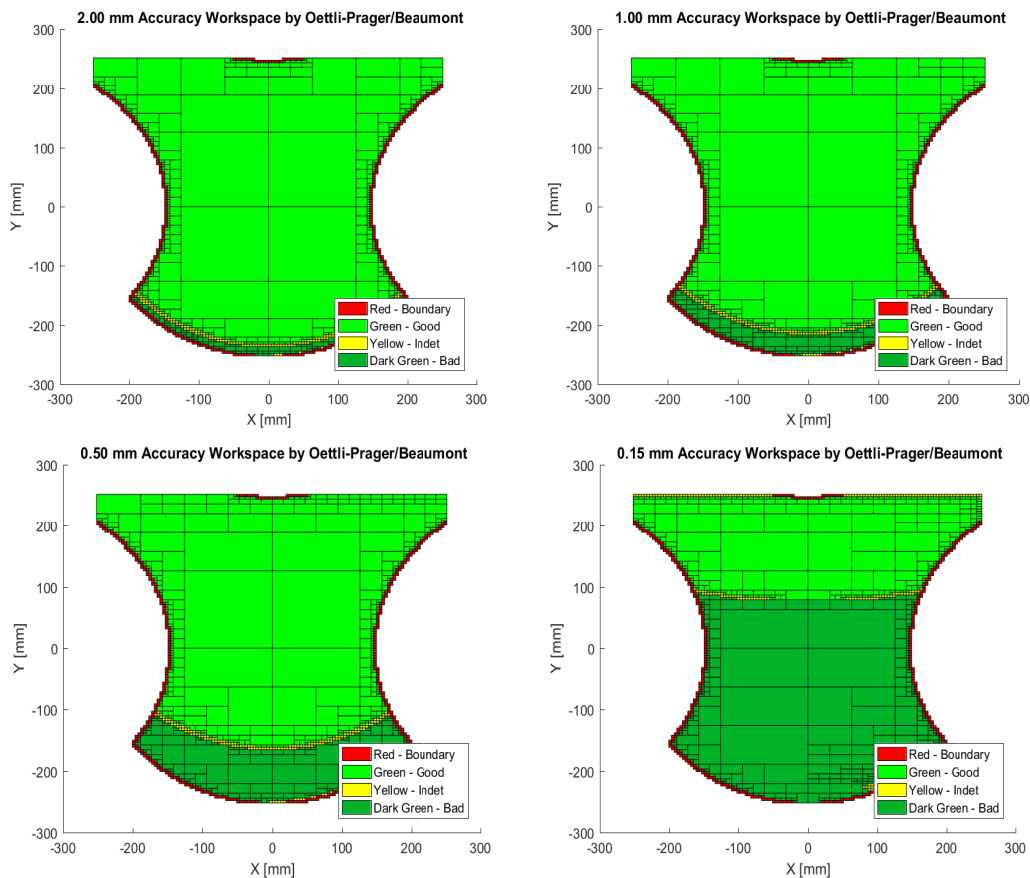 2.00 mm Accuracy Workspace by Oettli-Prager/Beaumont
300
200
100
0
-100
-200
-300
Y [mm]
-300 -200 -100 0 100 200 300
X [mm]
Red - Boundary
Green - Good
Yellow - Indet
Dark Green - Bad
1.00 mm Accuracy Workspace by Oettli-Prager/Beaumont
300
200
100
0
-100
-200
-300
Y [mm]
-300 -200 -100 0 100 200 300
X [mm]
Red - Boundary
Green - Good
Yellow - Indet
Dark Green - Bad
0.50 mm Accuracy Workspace by Oettli-Prager/Beaumont
300
200
100
0
-100
-200
-300
Y [mm]
-300 -200 -100 0 100 200 300
X [mm]
Red - Boundary
Green - Good
Yellow - Indet
Dark Green - Bad
0.15 mm Accuracy Workspace by Oettli-Prager/Beaumont
300
200
100
0
-100
-200
-300
Y [mm]
-300 -200 -100 0 100 200 300
X [mm]
Red - Boundary
Green - Good
Yellow - Indet
Dark Green - Bad